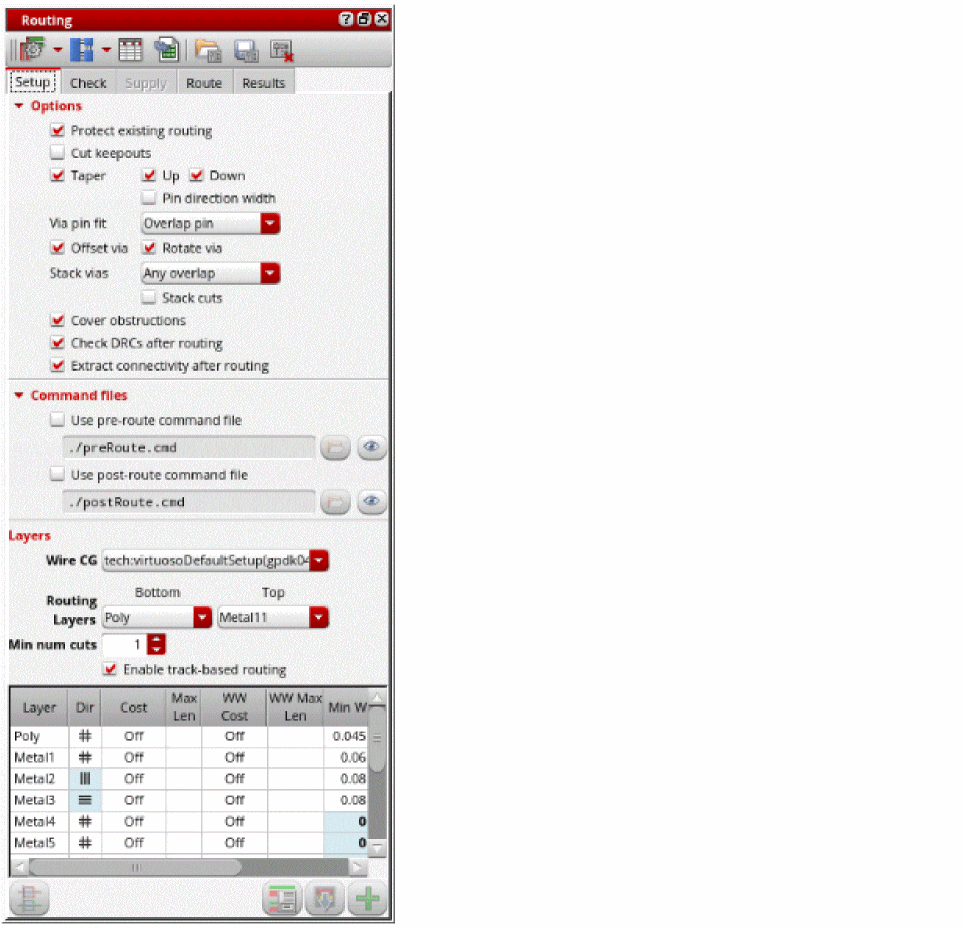 Routing
Setup Check Supply Route Results
Options
Protect existing routing
Cut keepouts
Taper Up Down
Pin direction width
Via pin fit Overlap pin
Offset via Rotate via
Stack vias Any overlap
Stack cuts
Cover obstructions
Check DRCs after routing
Extract connectivity after routing
Command files
Use pre-route command file
./preRoute.cmd
Use post-route command file
./postRoute.cmd
Layers
Wire CG tech:virtuosoDefaultSetup[gpdk04
Bottom Top
Routing
Layers Poly Metal11
Min num cuts 1
Enable track-based routing
Layer Dir Cost Max Len WW Cost WW Max Len Min W
Poly Off Off 0.045
Metal1 Off Off 0.06
Metal2 Off Off 0.08
Metal3 Off Off 0.08
Metal4 Off Off 0
Metal5 Off Off 0